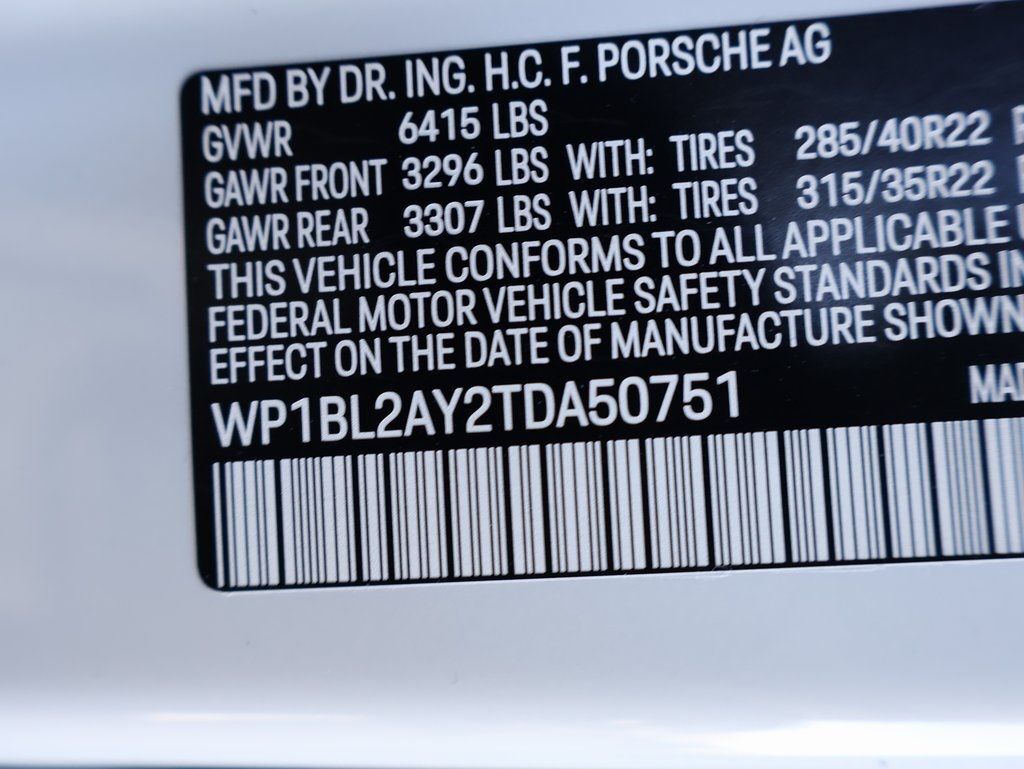 MFD BY DR. ING. H.C. F. PORSCHE AG
GVWR 6415 LBS
GAWR FRONT 3296 LBS WITH: TIRES 285/40R22
GAWR REAR 3307 LBS WITH: TIRES 315/35R22
THIS VEHICLE CONFORMS TO ALL APPLICABLE
FEDERAL MOTOR VEHICLE SAFETY STANDARDS IN
EFFECT ON THE DATE OF MANUFACTURE SHOWN
WP1BL2AY2TDA50751